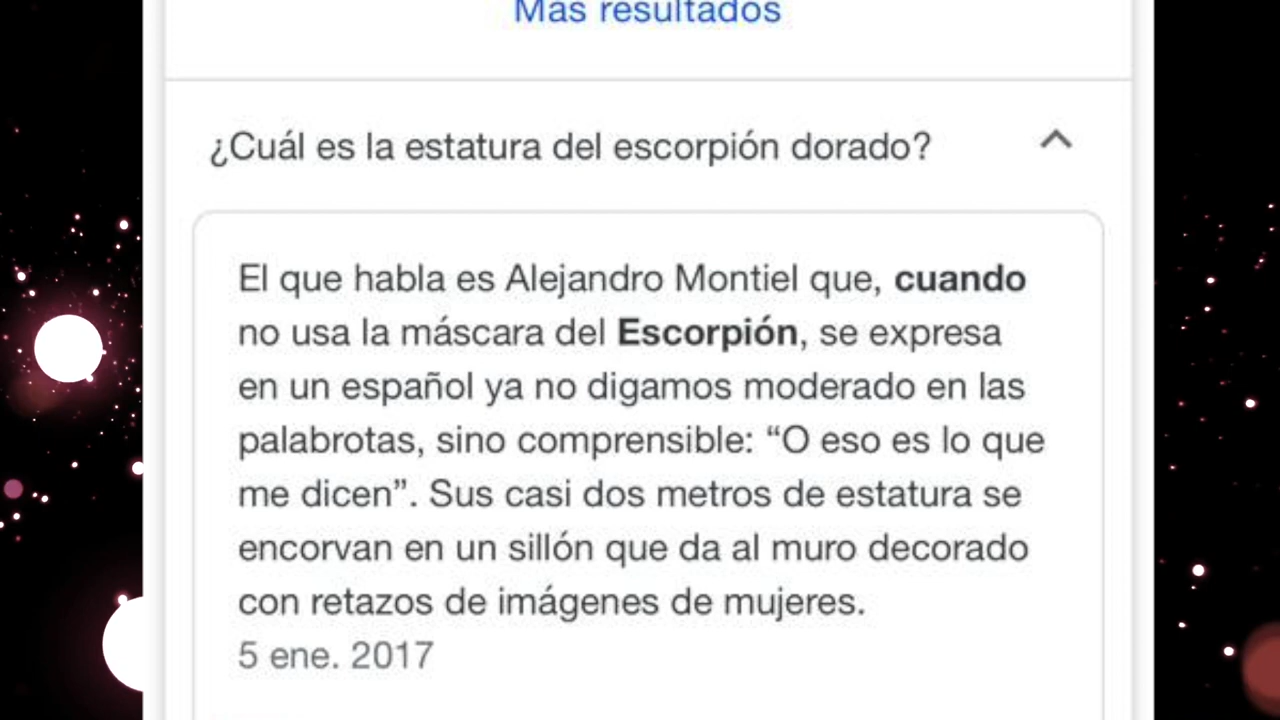 Más resultados
¿Cuál es la estatura del escorpión dorado?
El que habla es Alejandro Montiel que, cuando
no usa la máscara del Escorpión, se expresa
en un español ya no digamos moderado en las
palabrotas, sino comprensible: “O eso es lo que
me dicen”. Sus casi dos metros de estatura se
encorvan en un sillón que da al muro decorado
con retazos de imágenes de mujeres.
5 ene. 2017